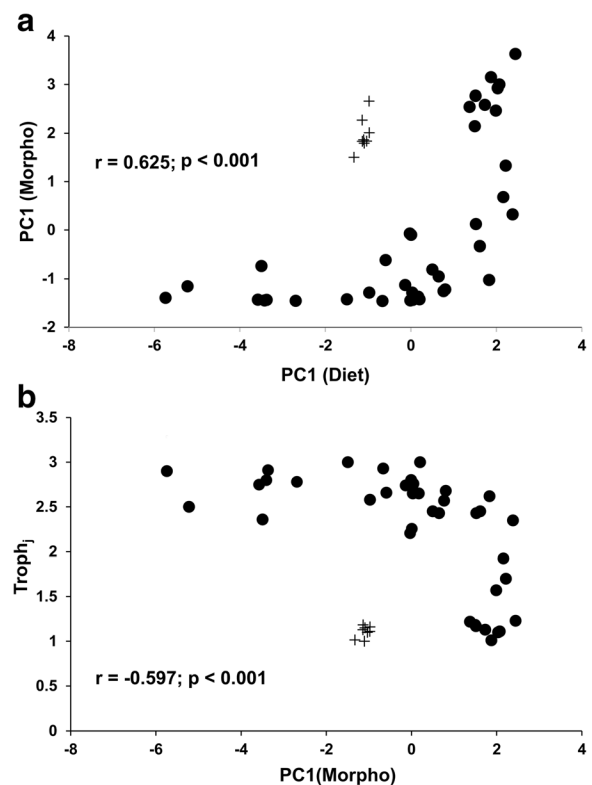 a
4
3
2
1
0
-1
-2
PC1 (Morpho)
r = 0.625; p < 0.001
-8 -6 -4 -2 0 2 4
PC1 (Diet)
b
3.5
3
2.5
2
1.5
1
0.5
0
Trophj
r = -0.597; p < 0.001
-8 -6 -4 -2 0 2 4
PC1(Morpho)